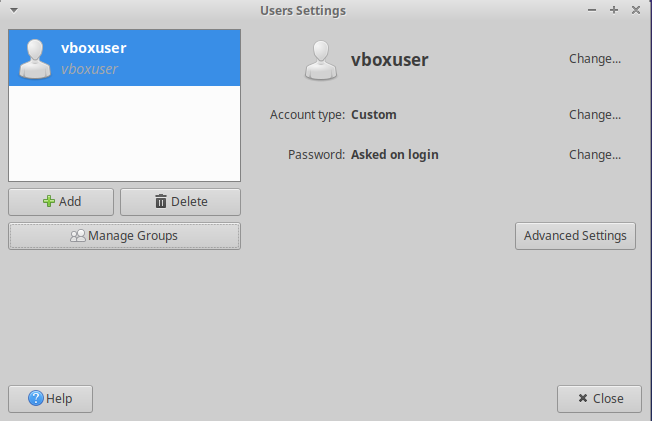 Users Settings
vboxuser
vboxuser
vboxuser
Change...
Account type: Custom
Change...
Password: Asked on login
Change...
Add
Delete
Manage Groups
Advanced Settings
Help
Close